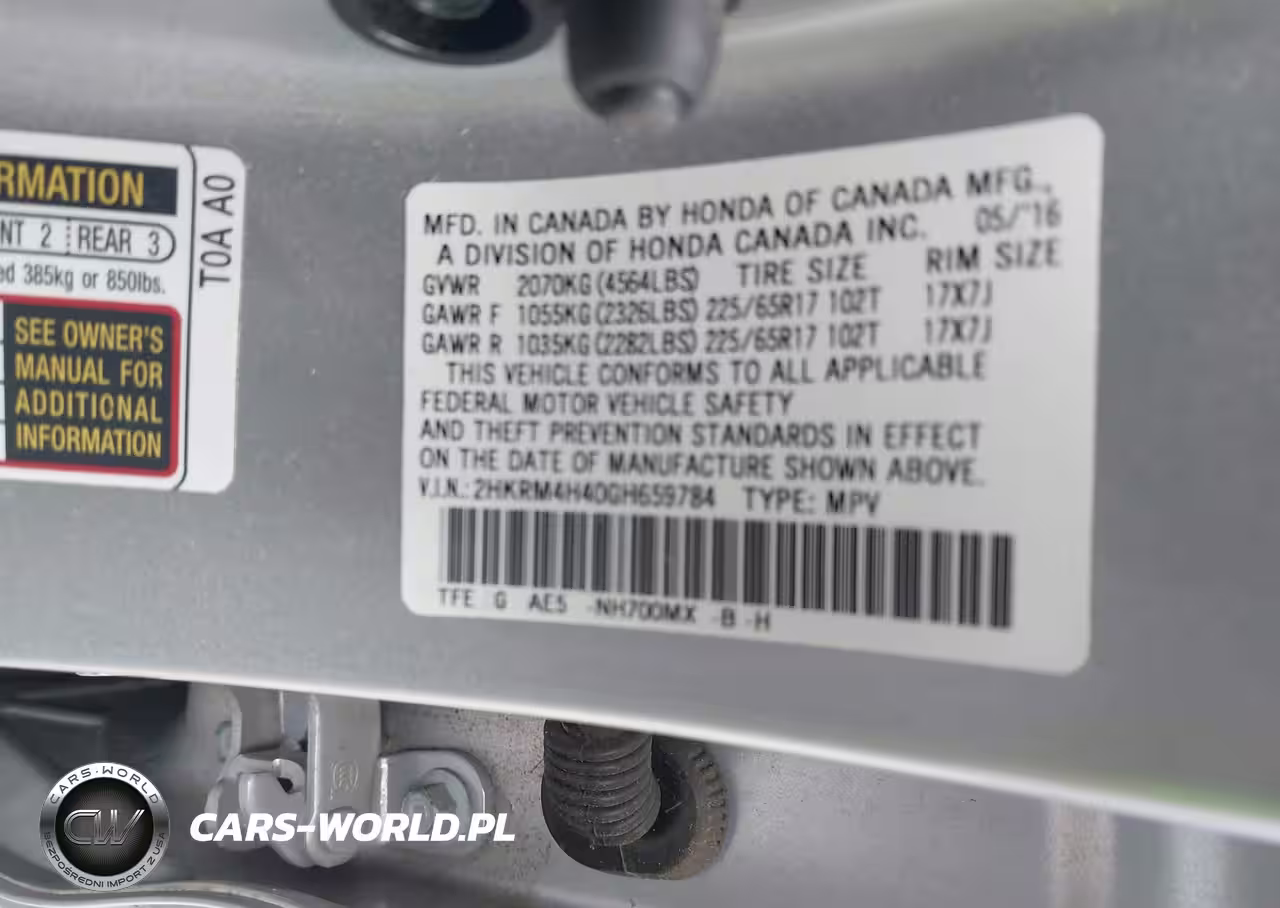 RMATION
NT 2 REAR 3
ed 385kg or 850lbs.
SEE OWNER'S
MANUAL FOR
ADDITIONAL
INFORMATION
T0A A0
MFD. IN CANADA BY HONDA OF CANADA MFG.,
A DIVISION OF HONDA CANADA INC. 05/'16
GVWR 2070KG(4564LBS) TIRE SIZE RIM SIZE
GAWR F 1055KG(2326LBS) 225/65R17 102T 17X7J
GAWR R 1035KG(2282LBS) 225/65R17 102T 17X7J
THIS VEHICLE CONFORMS TO ALL APPLICABLE
FEDERAL MOTOR VEHICLE SAFETY
AND THEFT PREVENTION STANDARDS IN EFFECT
ON THE DATE OF MANUFACTURE SHOWN ABOVE.
V.I.N.: 2HKRM4H40GH659784 TYPE: MPV
TFE G AE5 -NH700MX -B -H
CARS-WORLD
CW
BEZPOŚREDNI IMPORT Z USA
CARS-WORLD.PL